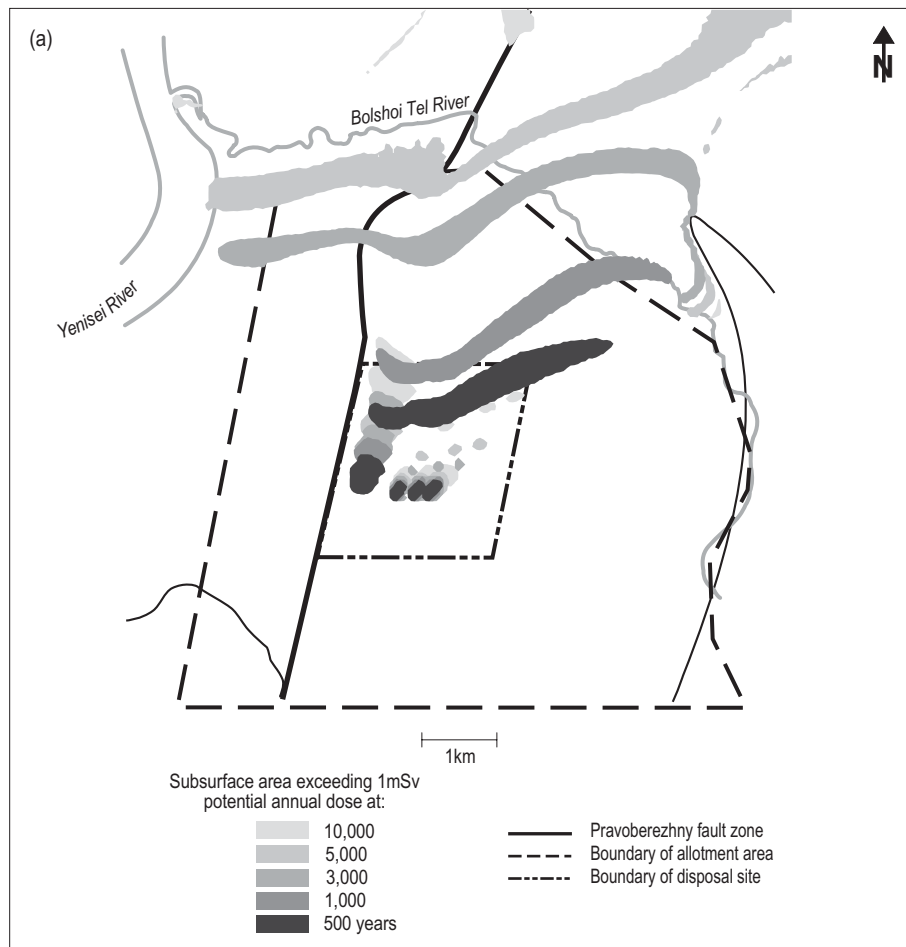 (a)
N
Bolshoi Tel River
Yenisei River
1km
Subsurface area exceeding 1mSv
potential annual dose at:
10,000
5,000
3,000
1,000
500 years
Pravoberezhny fault zone
Boundary of allotment area
Boundary of disposal site